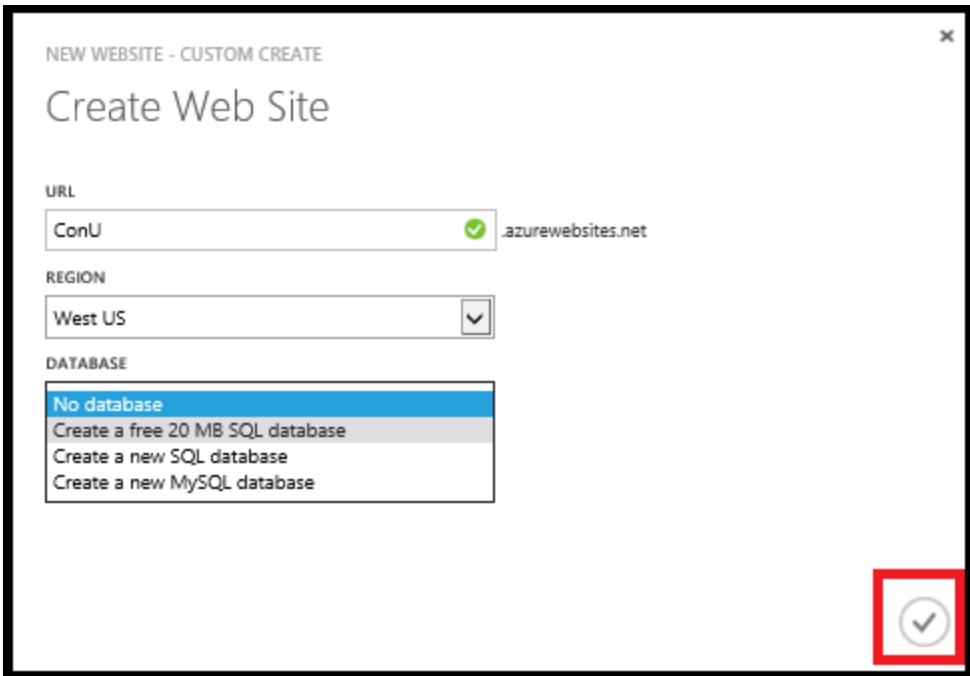 NEW WEBSITE - CUSTOM CREATE
Create Web Site
URL
ConU .azurewebsites.net
REGION
West US
DATABASE
No database
Create a free 20 MB SQL database
Create a new SQL database
Create a new MySQL database